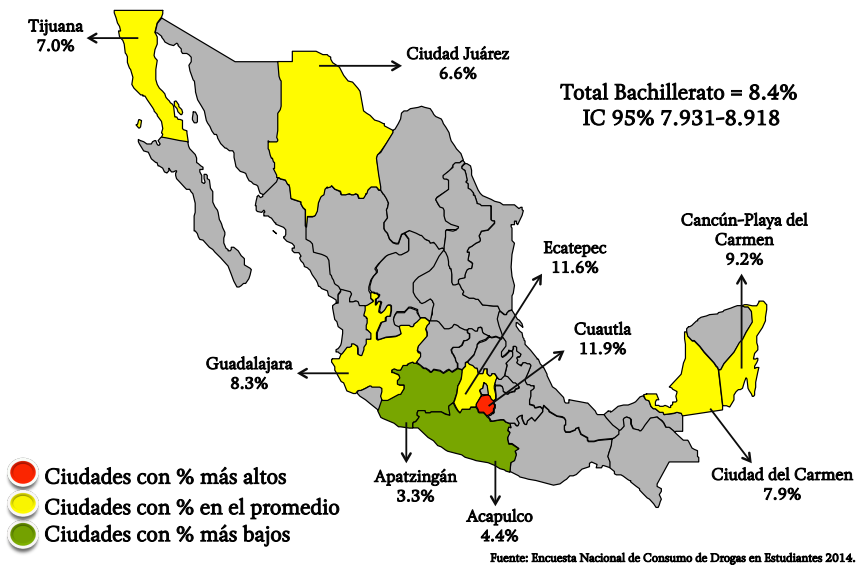 Tijuana
7.0%
Ciudad Juárez
6.6%
Total Bachillerato = 8.4%
IC 95% 7.931-8.918
Cancún-Playa del
Carmen
9.2%
Ecatepec
11.6%
Cuautla
11.9%
Guadalajara
8.3%
Ciudades con % más altos
Ciudades con % en el promedio
Ciudades con % más bajos
Apatzingán
3.3%
Acapulco
4.4%
Ciudad del Carmen
7.9%
Fuente: Encuesta Nacional de Consumo de Drogas en Estudiantes 2014.